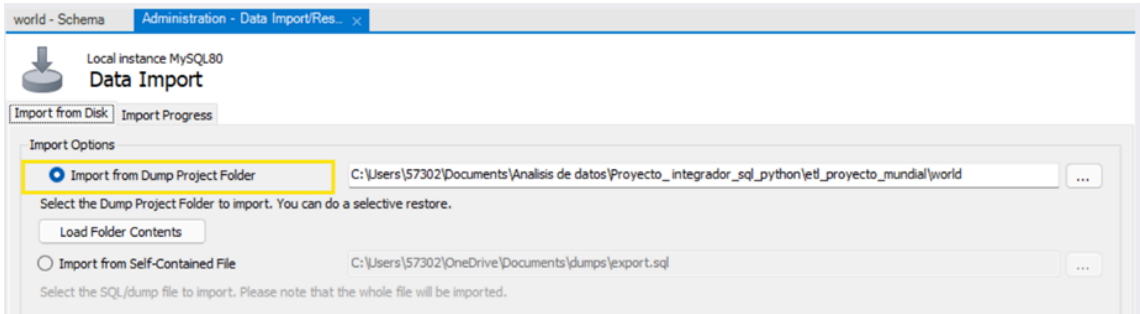 world - Schema
Administration - Data Import/Res...
Local instance MySQL80
Data Import
Import from Disk
Import Progress
Import Options
Import from Dump Project Folder
C:\Users\57302\Documents\Analisis de datos\Proyecto_ integrador_sql_python\etl_proyecto_mundial\world
...
Select the Dump Project Folder to import. You can do a selective restore.
Load Folder Contents
Import from Self-Contained File
C:\Users\57302\OneDrive\Documents\dumps\export.sql
...
Select the SQL/dump file to import. Please note that the whole file will be imported.